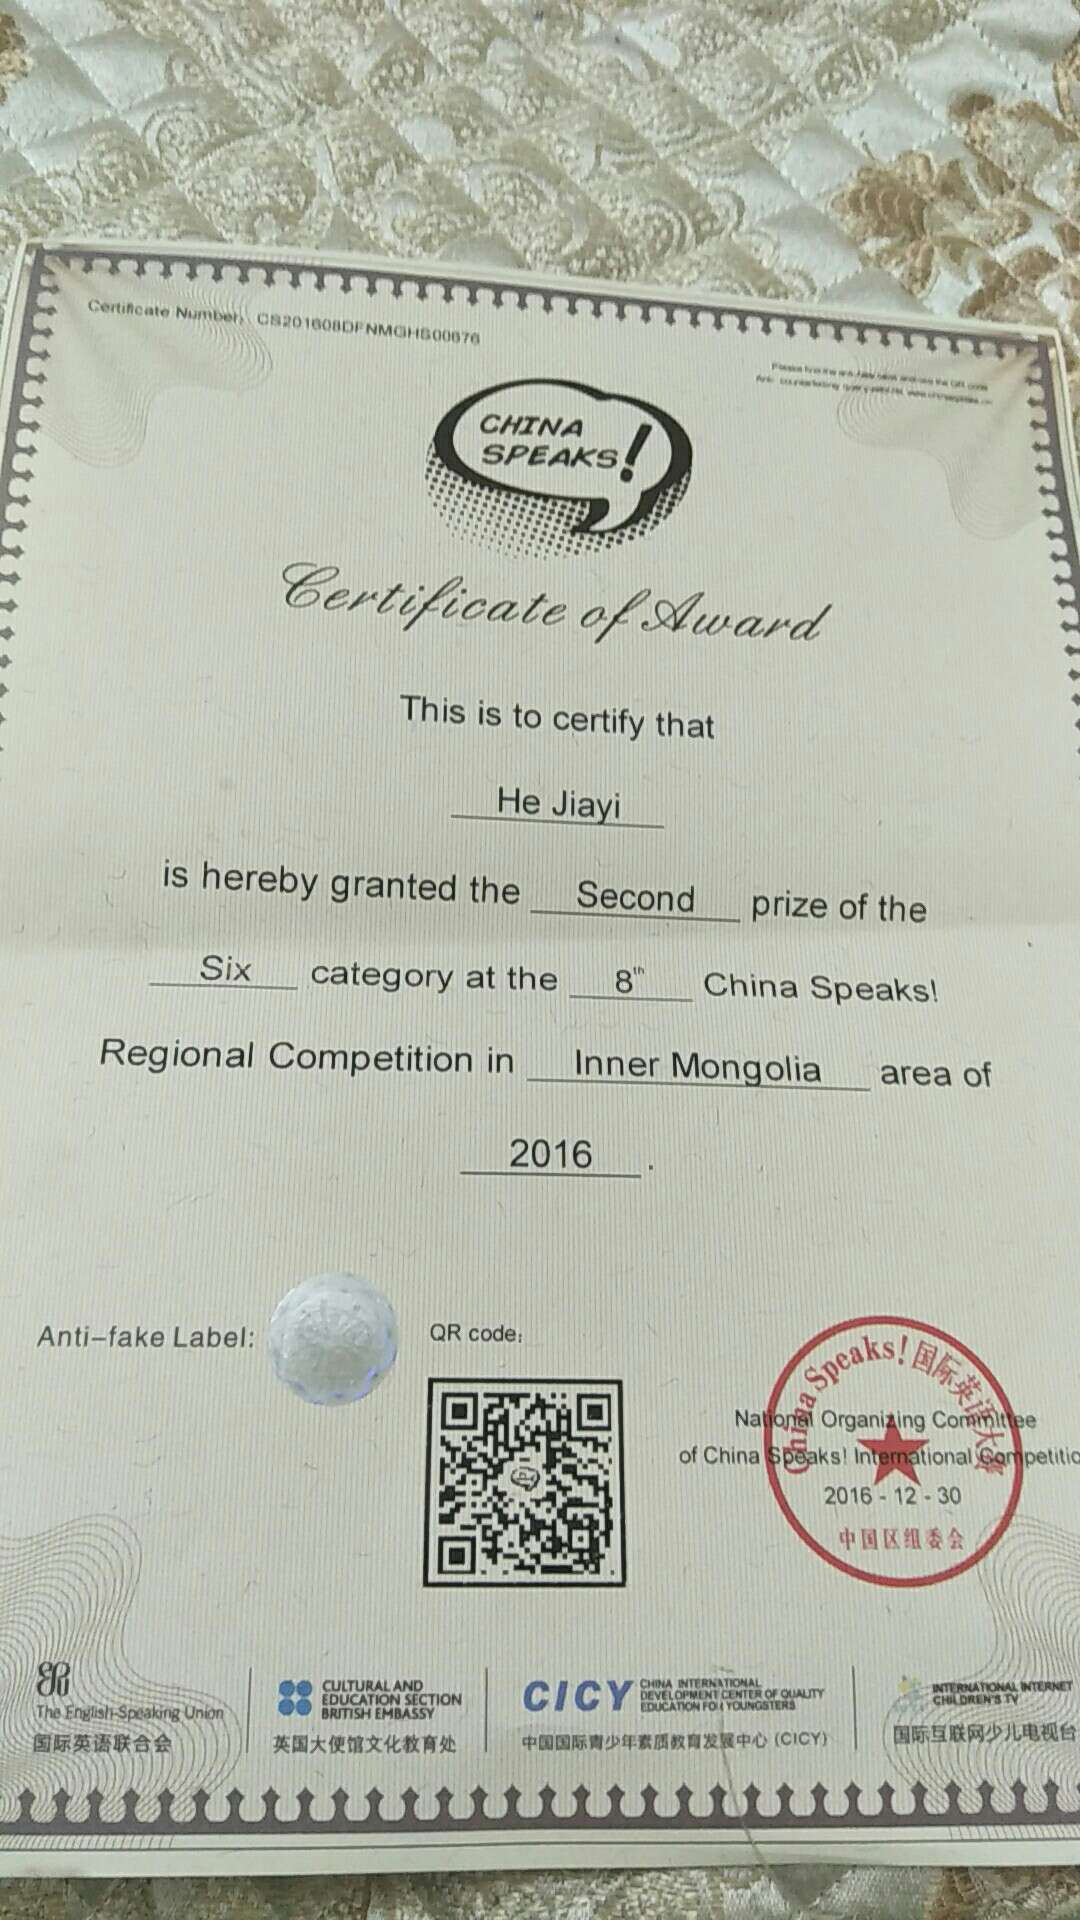 Certificate Number: CS201608DFNMGHS00676
CHINA
SPEAKS!
Certificate of Award
This is to certify that
He Jiayi
is hereby granted the Second prize of the
Six category at the 8th China Speaks!
Regional Competition in Inner Mongolia area of
2016.
Anti-fake Label:
QR code:
China Speaks! 国际英语大赛
National Organizing Committee
of China Speaks! International Competitio
2016 - 12 - 30
中国区组委会
The English-Speaking Union
国际英语联合会
CULTURAL AND
EDUCATION SECTION
BRITISH EMBASSY
英国大使馆文化教育处
CICY
CHINA INTERNATIONAL
DEVELOPMENT CENTER OF QUALITY
EDUCATION FOR YOUNGSTERS
中国国际青少年素质教育发展中心 (CICY)
INTERNATIONAL INTERNET
CHILDREN'S TV
国际互联网少儿电视台